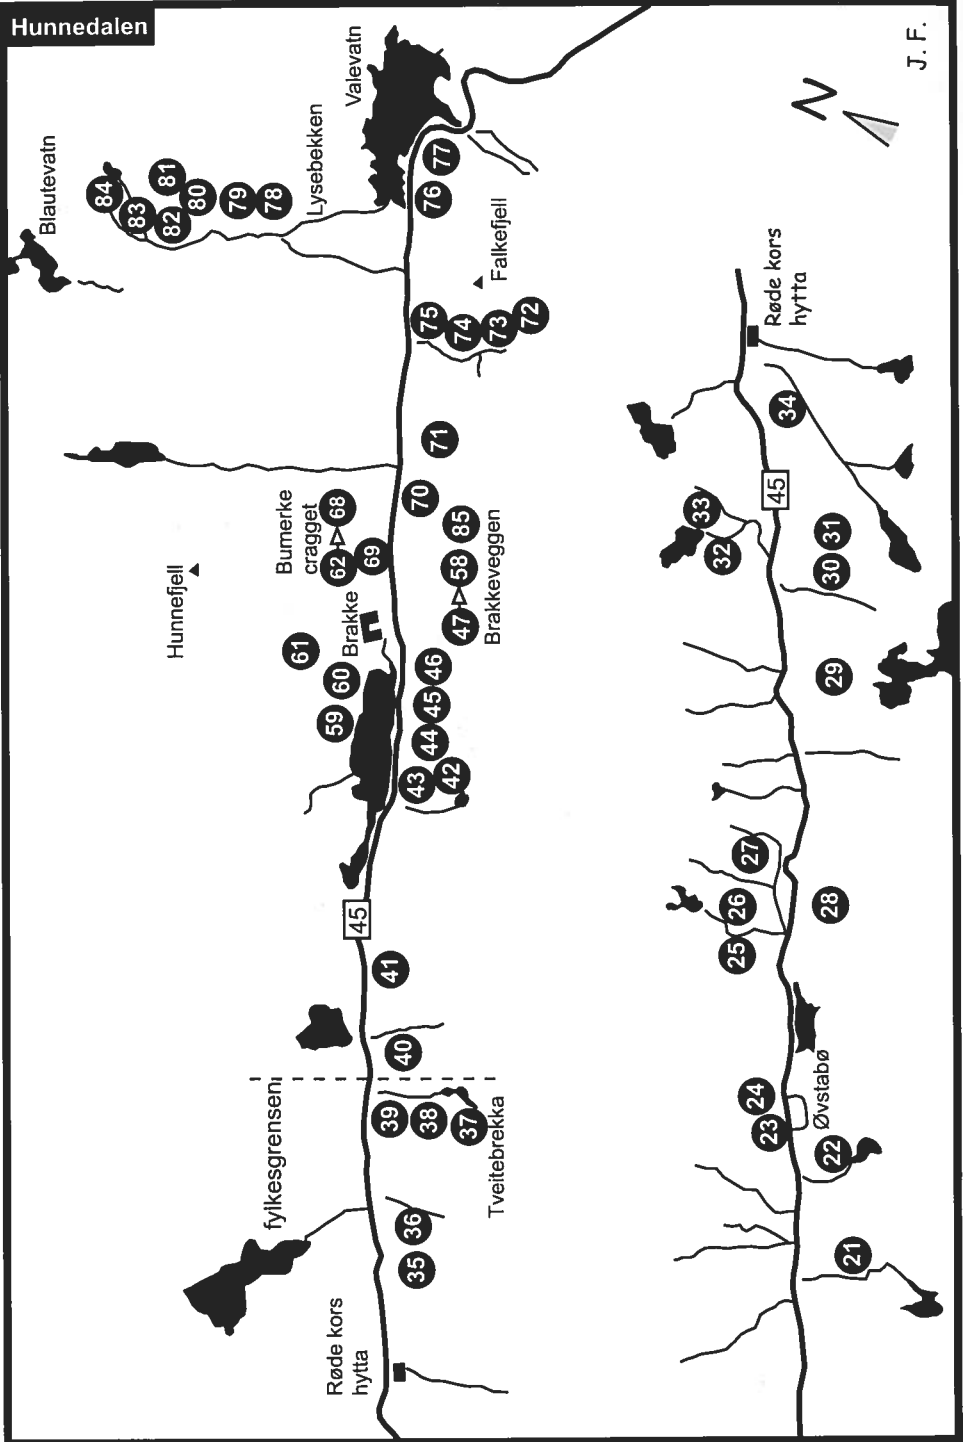 Hunnedalen
Blautevatn
84
83
82
81
80
79
78
Lysebekken
Valevatn
77
76
Falkefjell
75
74
73
72
71
70
Hunnefjell
Bumerke
cragget
62
68
69
Brakke
61
60
59
85
47
58
Brakkeveggen
46
45
44
43
42
45
41
40
fylkesgrensen
39
38
37
Tveitebrekka
36
35
Røde kors
hytta
N
J. F.
Røde kors
hytta
34
45
33
32
31
30
29
28
27
26
25
24
23
Øvstabø
22
21